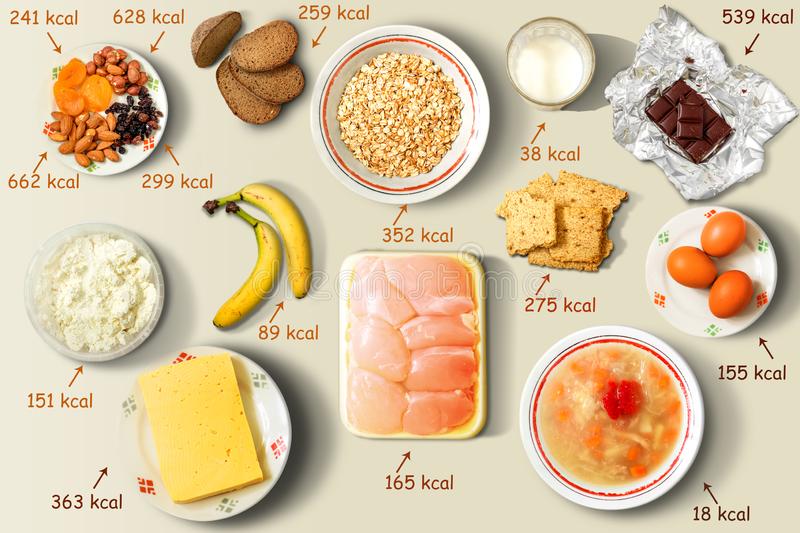 241 kcal
628 kcal
259 kcal
539 kcal
662 kcal
299 kcal
38 kcal
352 kcal
275 kcal
89 kcal
151 kcal
155 kcal
363 kcal
165 kcal
18 kcal
dreamstime